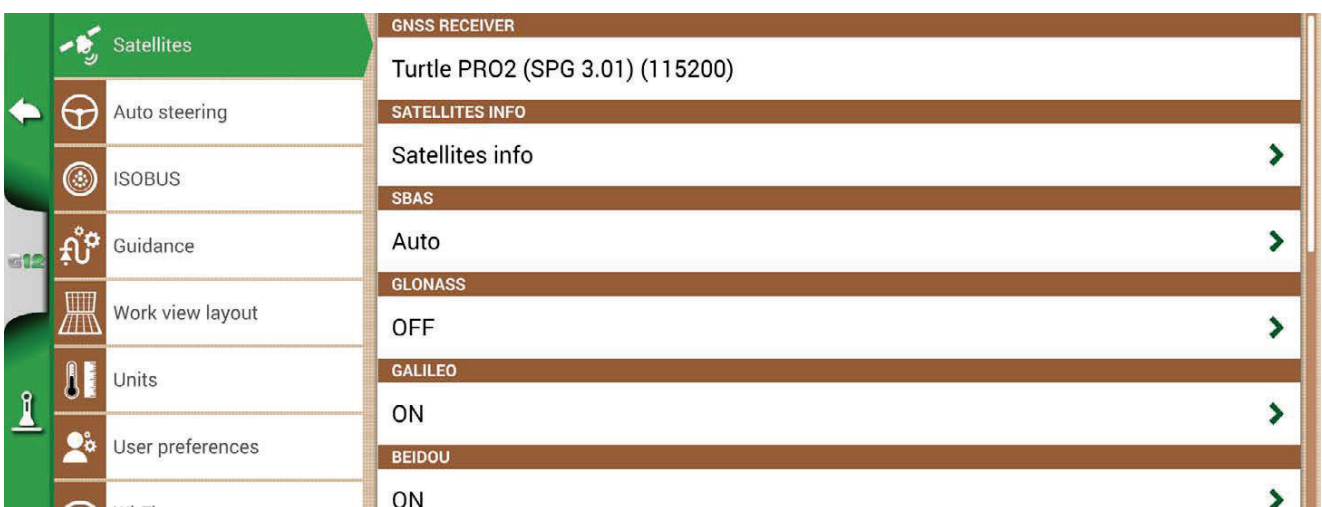 Satellites
Auto steering
ISOBUS
Guidance
Work view layout
Units
User preferences
G12
GNSS RECEIVER
Turtle PRO2 (SPG 3.01) (115200)
SATELLITES INFO
Satellites info
SBAS
Auto
GLONASS
OFF
GALILEO
ON
BEIDOU
ON